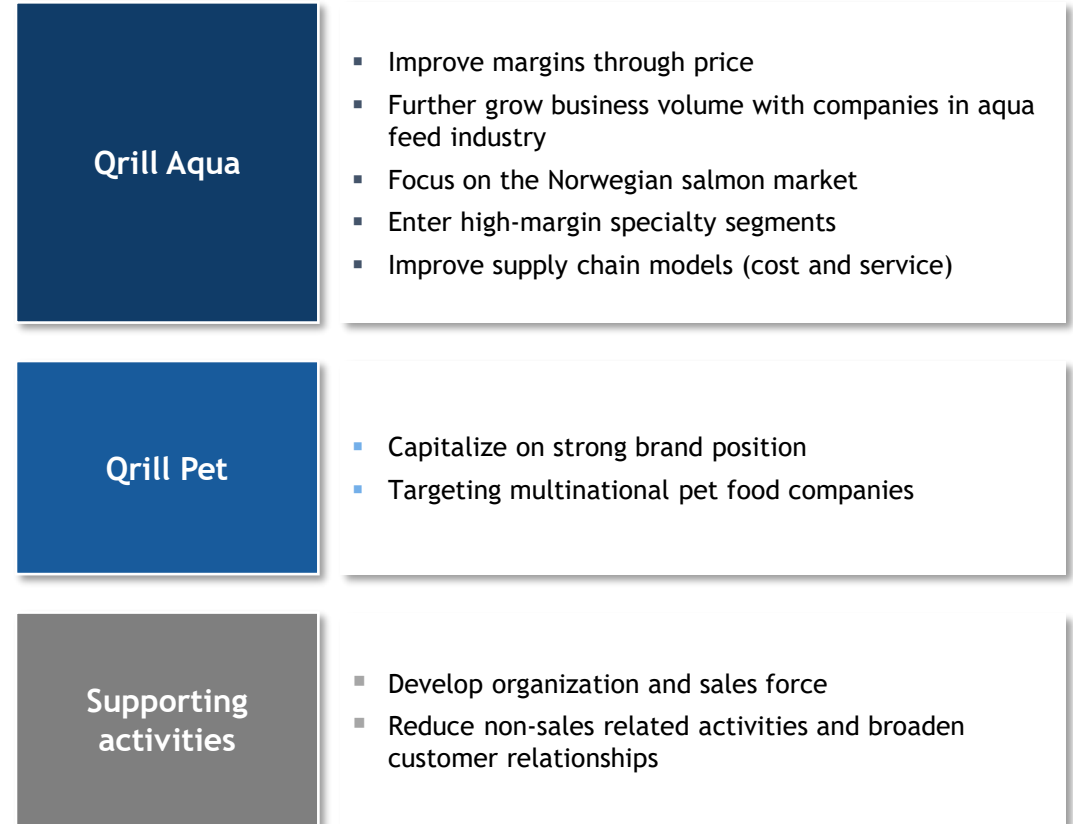 Qrill Aqua
▪ Improve margins through price
▪ Further grow business volume with companies in aqua
feed industry
▪ Focus on the Norwegian salmon market
▪ Enter high-margin specialty segments
▪ Improve supply chain models (cost and service)
Qrill Pet
▪ Capitalize on strong brand position
▪ Targeting multinational pet food companies
Supporting
activities
▪ Develop organization and sales force
▪ Reduce non-sales related activities and broaden
customer relationships